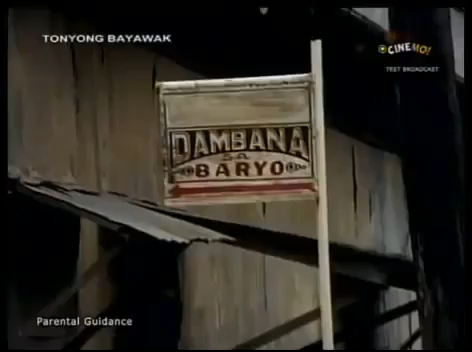 TONYONG BAYAWAK
CINEMO!
TEST BROADCAST
DAMBANA
SA
BARYO
Parental Guidance